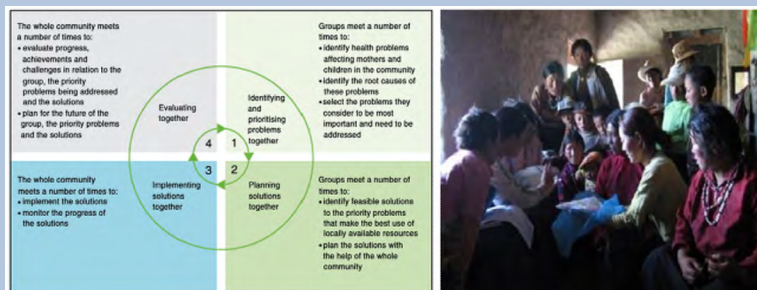 The whole community meets
a number of times to:
• evaluate progress,
achievements and
challenges in relation to the
group, the priority
problems being addressed
and the solutions
• plan for the future of the
group, the priority problems
and the solutions
Evaluating
together
4
Groups meet a number of
times to:
• identify health problems
affecting mothers and
children in the community
• identify the root causes of
these problems
• select the problems they
consider to be most
important and need to be
addressed
Identifying
and
prioritising
problems
together
1
The whole community
meets a number of times to:
• implement the solutions
• monitor the progress of
the solutions
Implementing
solutions
together
3
Planning
solutions
together
2
Groups meet a number of
times to:
• identify feasible solutions
to the priority problems
that make the best use of
locally available resources
• plan the solutions with
the help of the whole
community